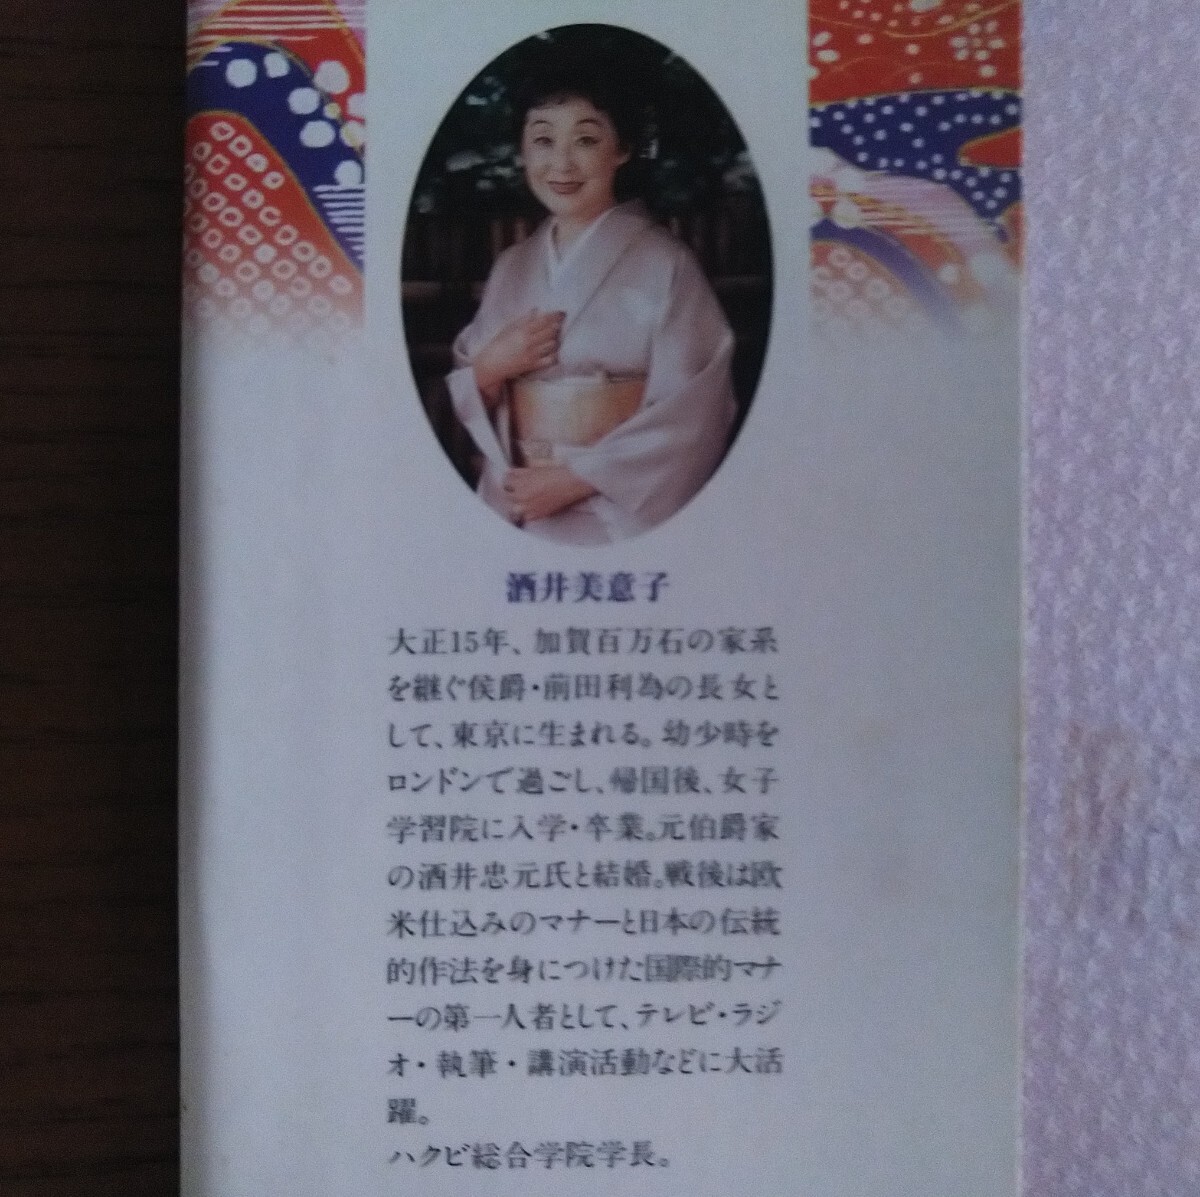 酒井美意子
大正15年、加賀百万石の家系
を継ぐ侯爵・前田利為の長女と
して、東京に生まれる。幼少時を
ロンドンで過ごし、帰国後、女子
学習院に入学・卒業。元伯爵家
の酒井忠元氏と結婚。戦後は欧
米仕込みのマナーと日本の伝統
的作法を身につけた国際的マナ
ーの第一人者として、テレビ・ラジ
オ・執筆・講演活動などに大活
躍。
ハクビ総合学院学長。